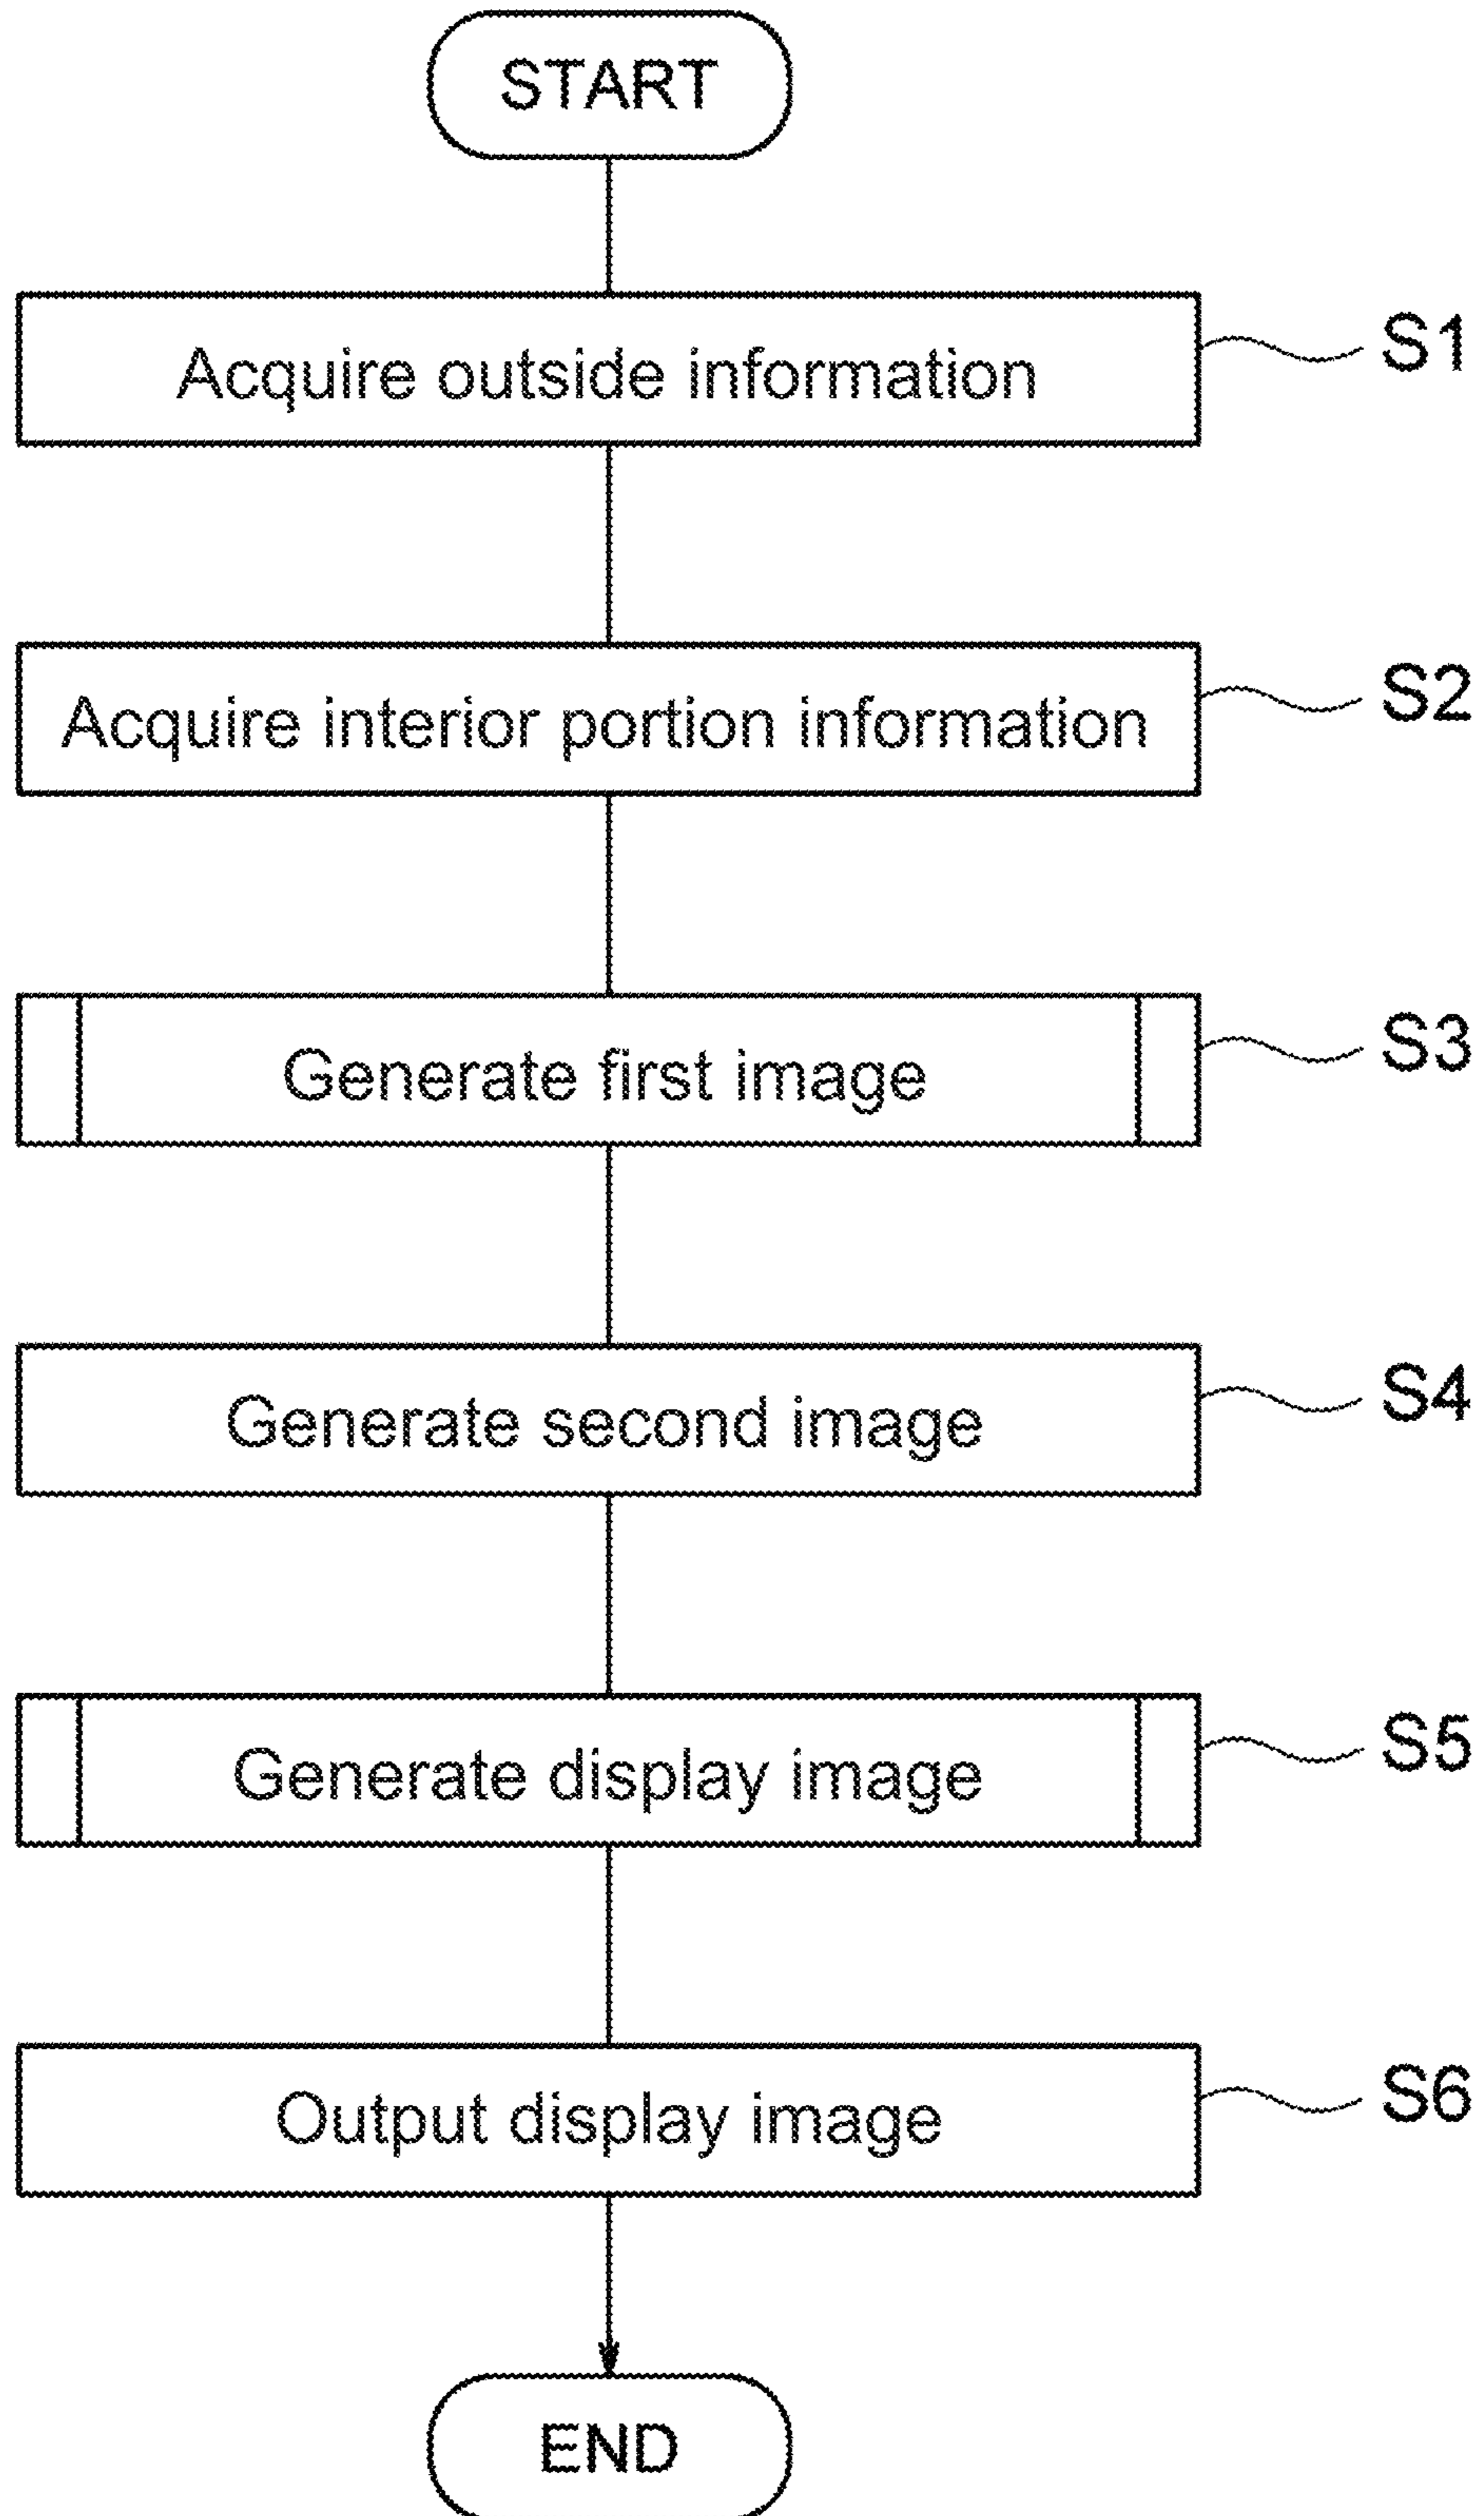 START
Acquire outside information
S1
Acquire interior portion information
S2
Generate first image
S3
Generate second image
S4
Generate display image
S5
Output display image
S6
END